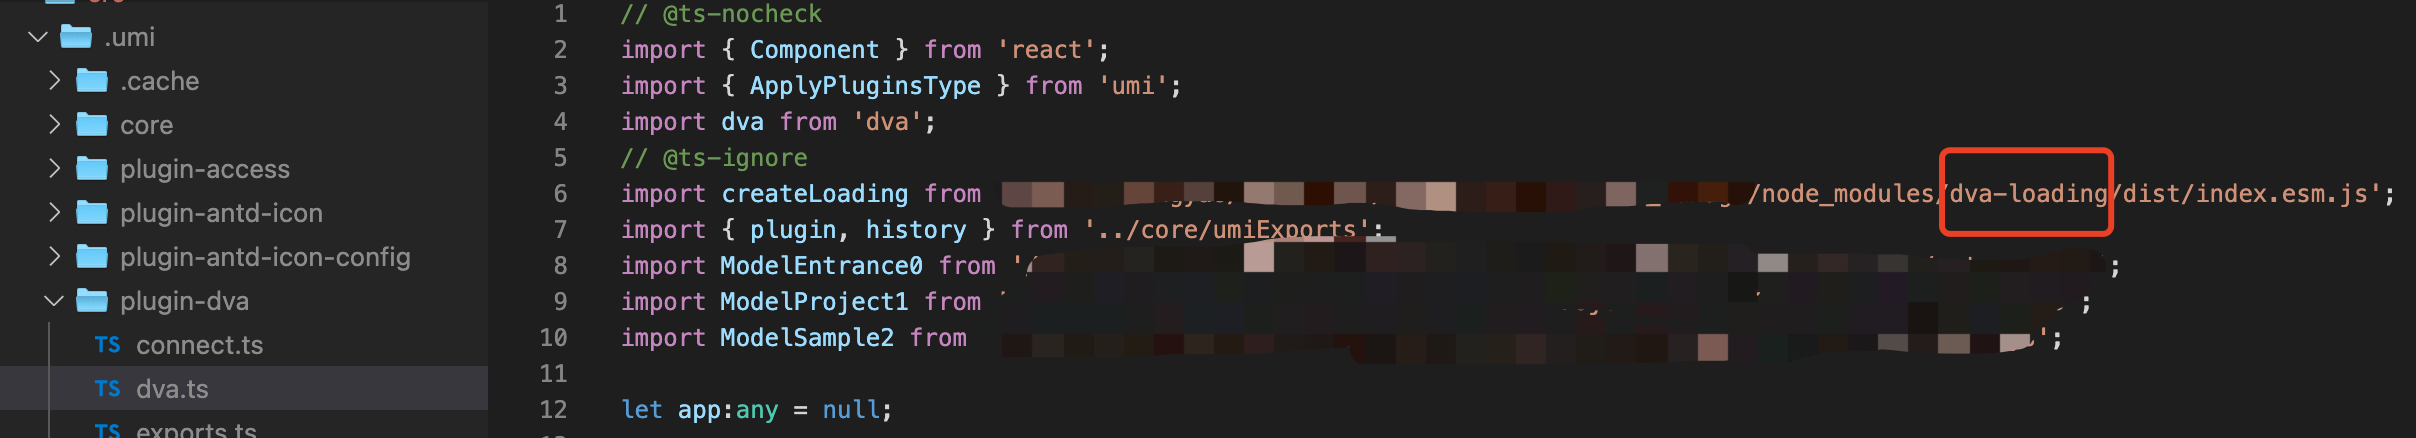 src
.umi
.cache
core
plugin-access
plugin-antd-icon
plugin-antd-icon-config
plugin-dva
TS connect.ts
TS dva.ts
TS exports.ts
1 // @ts-nocheck
2 import { Component } from 'react';
3 import { ApplyPluginsType } from 'umi';
4 import dva from 'dva';
5 // @ts-ignore
6 import createLoading from /node_modules/dva-loading/dist/index.esm.js';
7 import { plugin, history } from '../core/umiExports';
8 import ModelEntrance0 from '/ ;
9 import ModelProject1 from ' ;
10 import ModelSample2 from ';
11
12 let app:any = null;